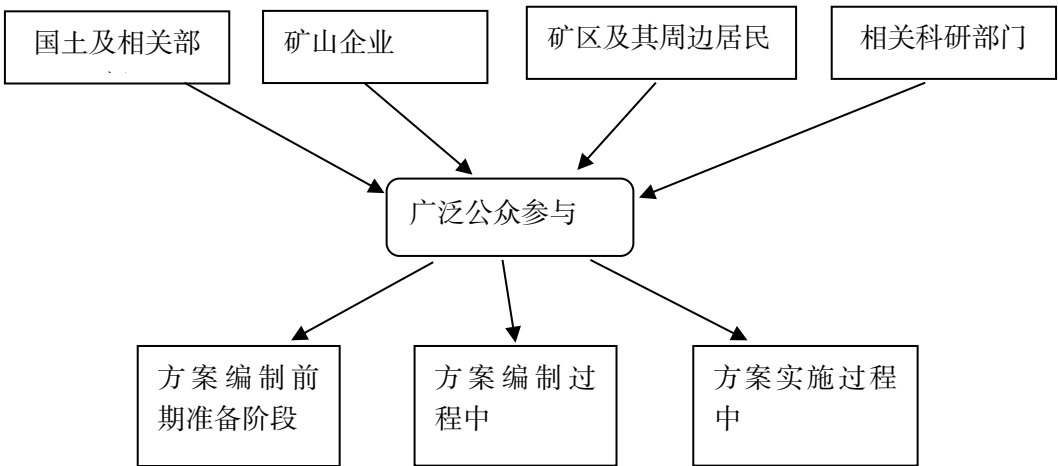 国土及相关部
矿山企业
矿区及其周边居民
相关科研部门
广泛公众参与
方案编制前
期准备阶段
方案编制过
程中
方案实施过程
中